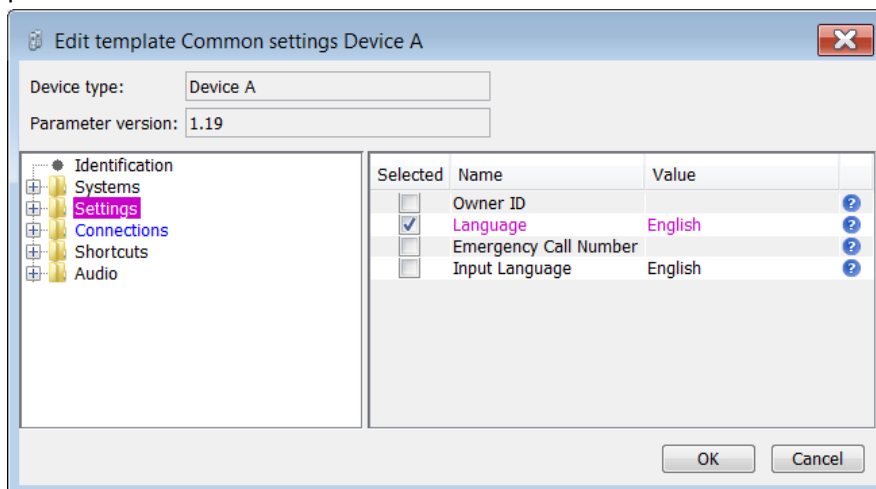 Edit template Common settings Device A
Device type: Device A
Parameter version: 1.19
Identification
Systems
Settings
Connections
Shortcuts
Audio
Selected Name Value
Owner ID
Language English
Emergency Call Number
Input Language English
OK Cancel